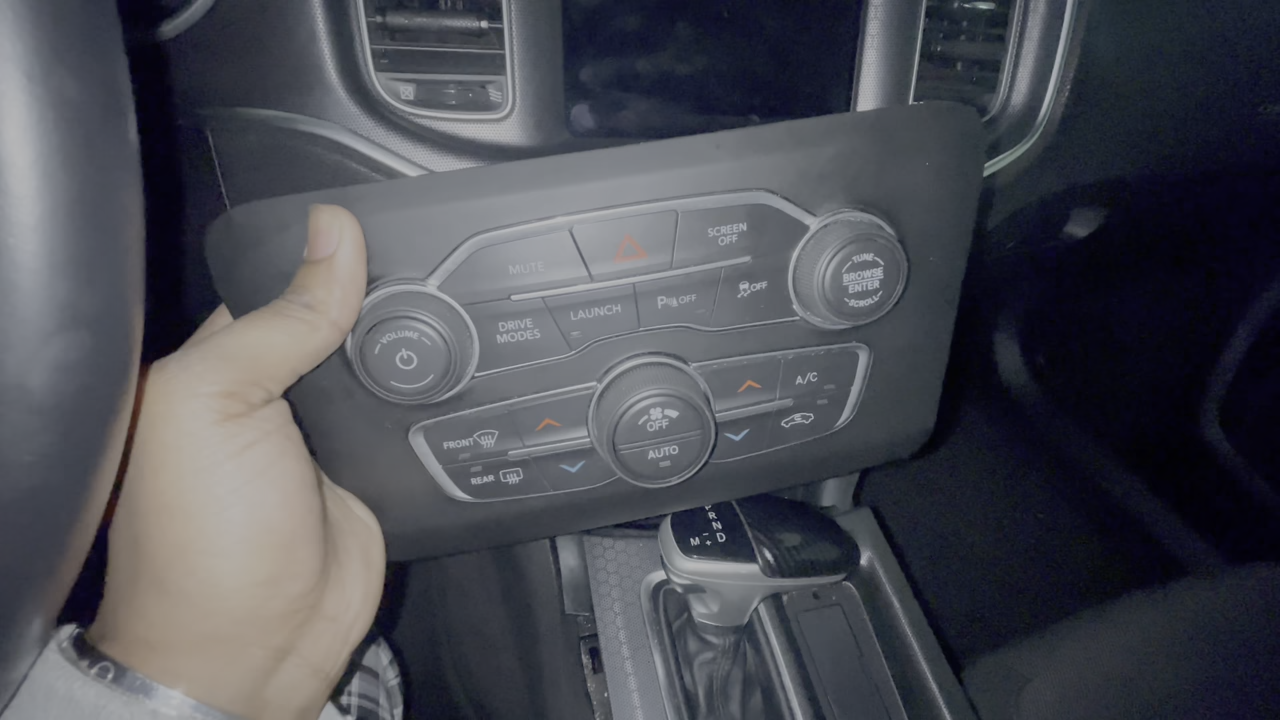 MUTE
SCREEN
OFF
TUNE
BROWSE
ENTER
SCROLL
VOLUME
DRIVE
MODES
LAUNCH
P OFF
OFF
A/C
FRONT
OFF
AUTO
REAR
P
R
N
M - + D